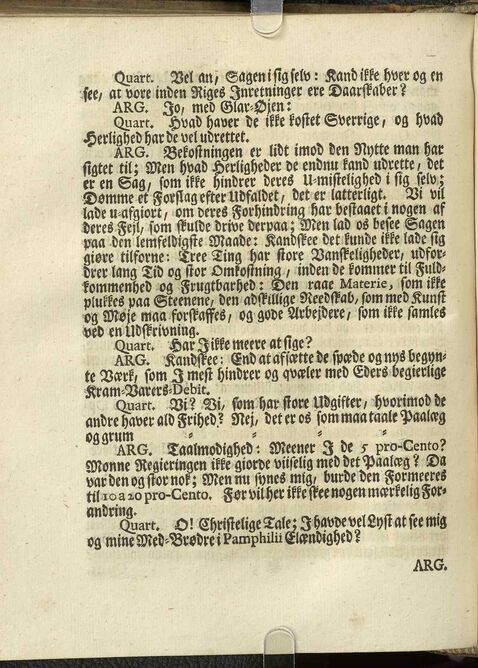 Quart. Vel an, Sagen i sig selv: Kand ikke hver og en
see, at vore inden Riges Inretninger ere Daarskaber?
ARG. Jo, med Glar-Øjen:
Quart. Hvad haver de ikke kostet Sverrige, og hvad
Herlighed har de vel udrettet.
ARG. Bekostningen er lidt imod den Nytte man har
sigtet til; Men hvad Herligheder de endnu kand udrette, det
er en Sag, som ikke hindrer deres U-mistelighed i sig selv;
Dømme et Forslag efter Udfaldet, det er latterligt. Vi vil
lade u-afgiort, om deres Forhindring har bestaaet i nogen af
deres Fejl, som skulde drive derpaa; Men lad os besee Sagen
paa den lemfeldigste Maade: Kandskee det kunde ikke lade sig
giøre tilforne: Tree Ting har store Vanskeligheder, udfor-
drer lang Tid og stor Omkostning, inden de kommer til Fuld-
kommenhed og Frugtbarhed: Den raae Materie, som ikke
plukkes paa Steenene, den adskillige Reedskab, som med Kunst
og Møje maa forskaffes, og gode Arbejdere, som ikke samles
ved en Udskrivning.
Quart. Har J ikke meere at sige?
ARG. Kandskee: End at afsætte de spæde og nys begyn-
te Værk, som J mest hindrer og qvæler med Eders begierlige
Kram-Varers Debit.
Quart. Vi? Vi, som har store Udgifter, hvorimod de
andre haver ald Frihed? Nej, det er os som maa taale Paalæg
og grum " " " "
ARG. Taalmodighed: Meener J de 5 pro-Cento?
Monne Regieringen ikke giorde viiselig med det Paalæg? Da
var den og stor nok; Men nu synes mig, burde den Formeeres
til 10 a 20 pro-Cento. Før vil her ikke skee nogen mærkelig For-
andring.
Quart. O! Christelige Tale; J havde vel Lyst at see mig
og mine Med-Brødre i Pamphilii Elændighed?
ARG.